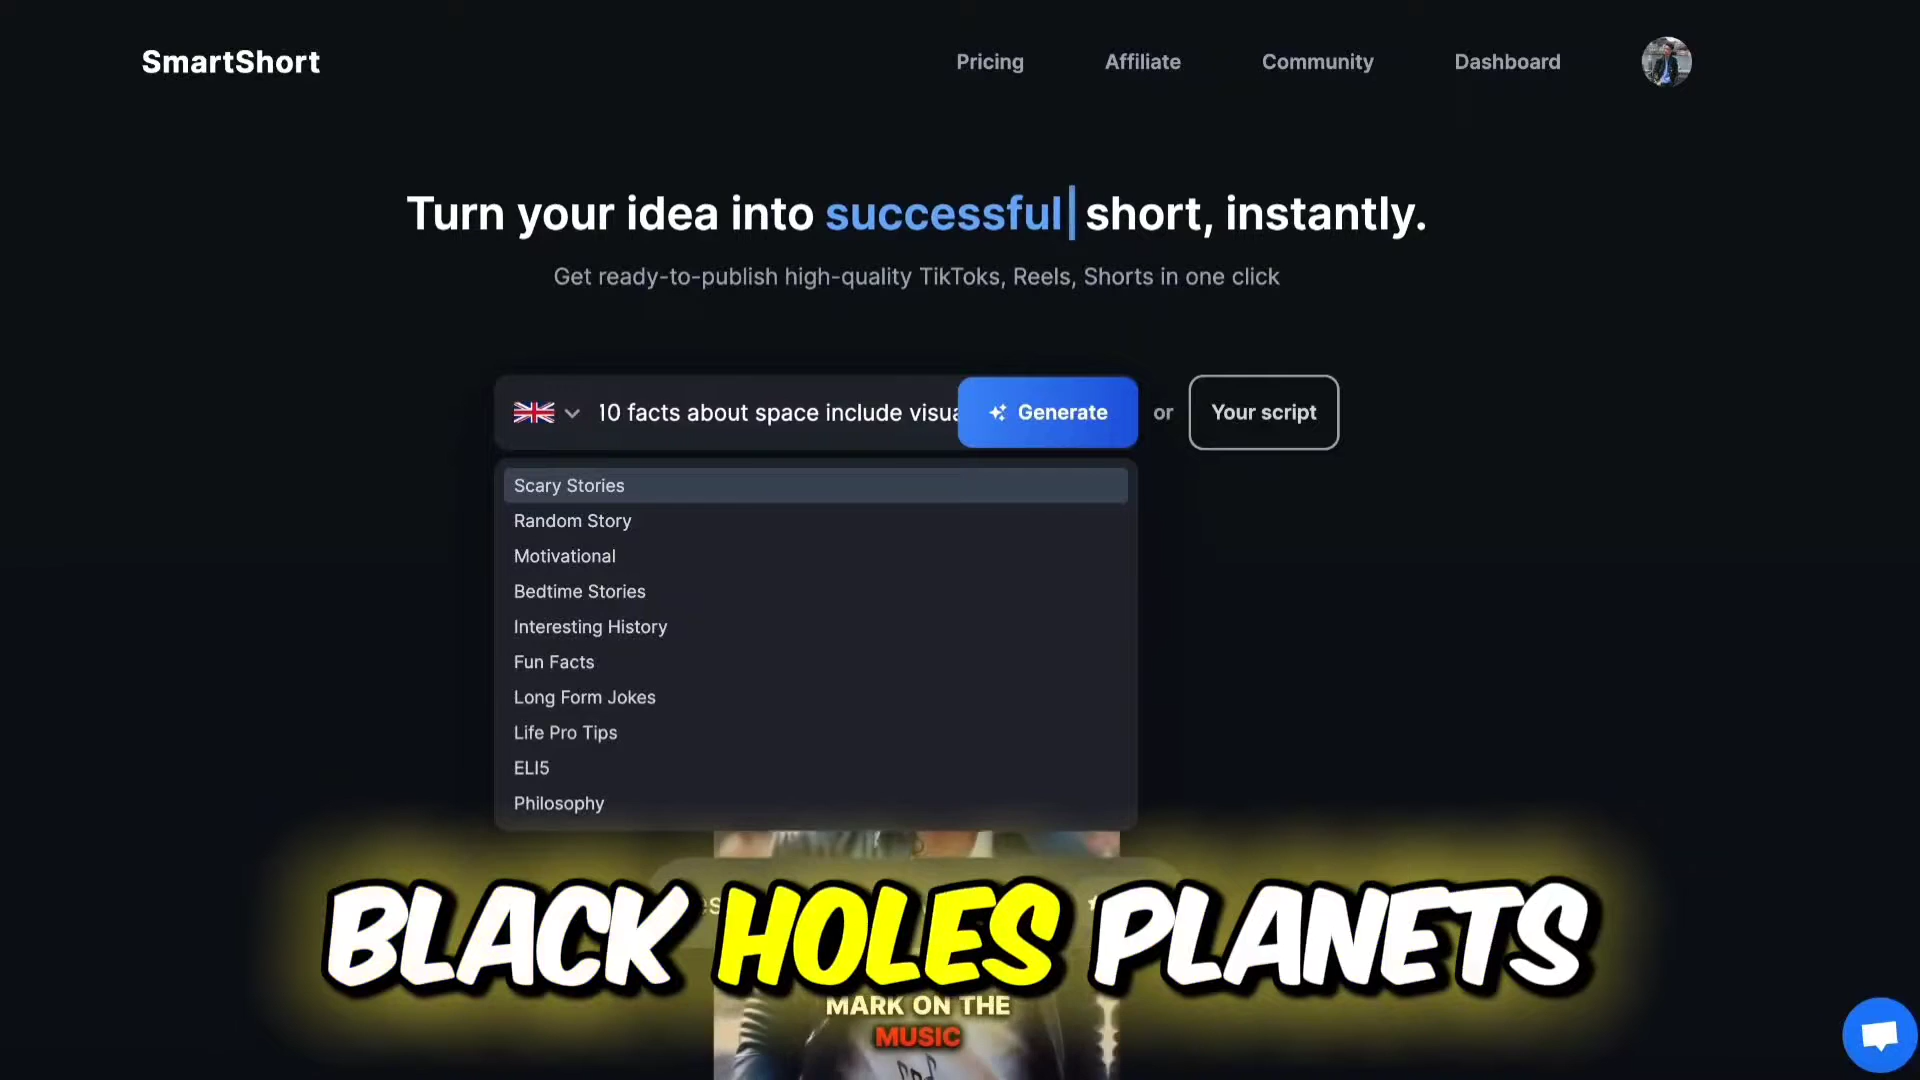 SmartShort
Pricing
Affiliate
Community
Dashboard
Turn your idea into successful short, instantly.
Get ready-to-publish high-quality TikToks, Reels, Shorts in one click
10 facts about space include visua
Generate
or
Your script
Scary Stories
Random Story
Motivational
Bedtime Stories
Interesting History
Fun Facts
Long Form Jokes
Life Pro Tips
ELI5
Philosophy
BLACK HOLES PLANETS
MARK ON THE
MUSIC